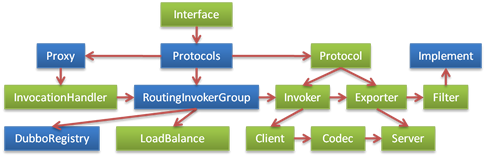 Interface
Proxy
Protocols
Protocol
Implement
InvocationHandler
RoutingInvokerGroup
Invoker
Exporter
Filter
DubboRegistry
LoadBalance
Client
Codec
Server